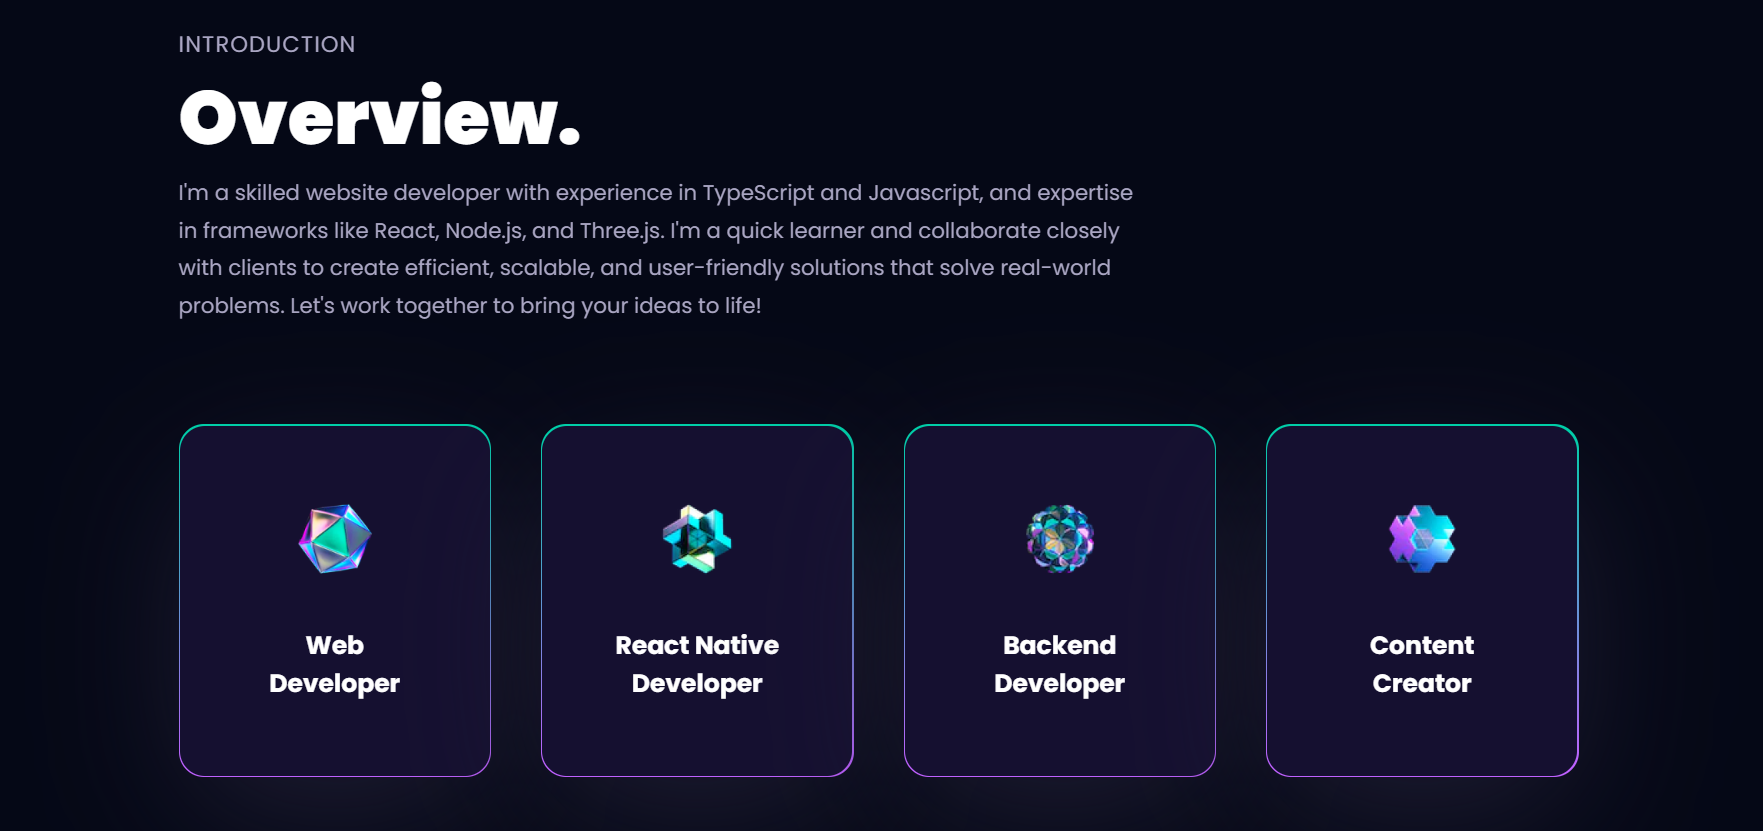 INTRODUCTION
Overview.
I'm a skilled website developer with experience in TypeScript and Javascript, and expertise
in frameworks like React, Node.js, and Three.js. I'm a quick learner and collaborate closely
with clients to create efficient, scalable, and user-friendly solutions that solve real-world
problems. Let's work together to bring your ideas to life!
Web
Developer
React Native
Developer
Backend
Developer
Content
Creator